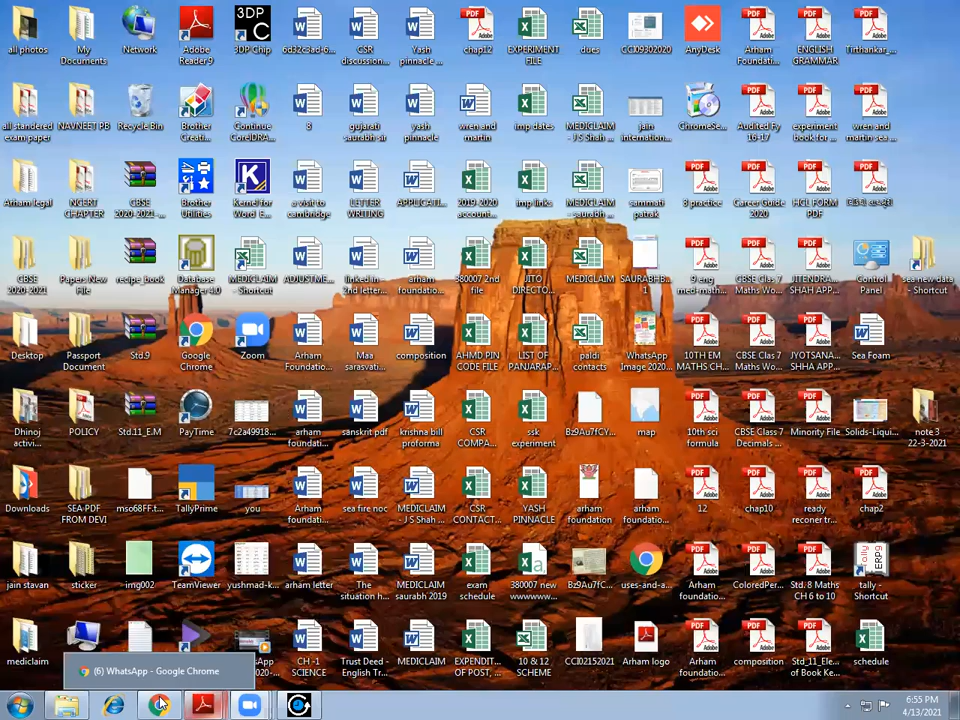 all photos
My
Documents
Network
Adobe
Reader 9
3DP Chip
6d32c3ad-6...
CSR
discussion...
Yash
pinnacle ...
chap12
EXPERIMENT
FILE
dues
CCI09302020
AnyDesk
Arham
Foundati...
ENGLISH
GRAMMAR
Tirthankar_...
all standered
exam paper
NAVNEET PB
Recycle Bin
Brother
Creati...
Continue
CorelDRA...
8
gujarati
saurabh sir
yash
pinnacle
wren and
martin
imp dates
MEDICLAIM
- J S Shah ...
jain
internation...
ChromeSe...
Audited Fy
16-17
experiment
book for ...
wren and
martin sea ...
Arham legal
NCERT
CHAPTER
CBSE
2020-2021-...
Brother
Utilities
Kernel for
Word E...
a visit to
cambridge
LETTER
WRITING
APPLICATI...
2019-2020
account...
imp links
MEDICLAIM
- saurabh ...
sammati
patrak
8 practice
Career Guide
2020
HCL FORM
PDF
CBSE
2020-2021
Papers New
File
recipe_book
Database
Manager 4.0
MEDICLAIM
- Shortcut
ADJUSTME...
linked in
2nd letter...
arham
foundatio...
380007 2nd
file
JITO
DIRECTO...
MEDICLAIM
SAURABHB...
1
9 eng
med-math...
CBSE_class 7
Maths Wo...
JITENDRA
SHAH APP...
Control
Panel
sea new data
- Shortcut
Desktop
Passport
Document
Std.9
Google
Chrome
Zoom
Arham
Foundatio...
Maa
sarasvati...
composition
AHMD PIN
CODE FILE
LIST OF
PANJARAP...
paldi
contacts
WhatsApp
Image 2020...
10TH EM
MATHS CH...
CBSE Clas 7
Maths Wo...
JYOTSANA
SHHA APP...
Sea Foam
Dhinoj
activi...
POLICY
Std.11_E.M
PayTime
7c2a49918...
arham
foundati...
sanskrit pdf
krishna bill
proforma
CSR
COMPA...
ssk
experiment
Bz9Au7fCY...
map
10th sci
formula
CBSE Class 7
Decimals ...
Minority File
Solids-Liqui...
note 3
22-3-2021
Downloads
SEA-PDF
FROM DEVI
mso68FF.t...
TallyPrime
you
Arham
foundati...
sea fire noc
MEDICLAIM
- J S Shah ...
CSR
CONTACT...
YASH
PINNACLE
arham
foundation
arham
foundatio...
12
chap10
ready
reconer tr...
chap2
jain stavan
sticker
img002
TeamViewer
yushmad-k...
arham letter
The
situation h...
MEDICLAIM
saurabh 2019
exam
schedule
380007 new
wwwwww...
Bz9Au7fC...
uses-and-a...
Arham
foundatio...
ColoredPer...
Std. 8 Maths
CH 6 to 10
tally -
Shortcut
mediclaim
CH -1
SCIENCE
Trust Deed -
English Tr...
MEDICLAIM
EXPENDIT...
OF POST, ...
10 & 12
SCHEME
CCI02152021
Arham logo
Arham
Foundatio...
composition
Std_11_Ele...
of Book Ke...
schedule
(6) WhatsApp - Google Chrome
6:55 PM
4/13/2021